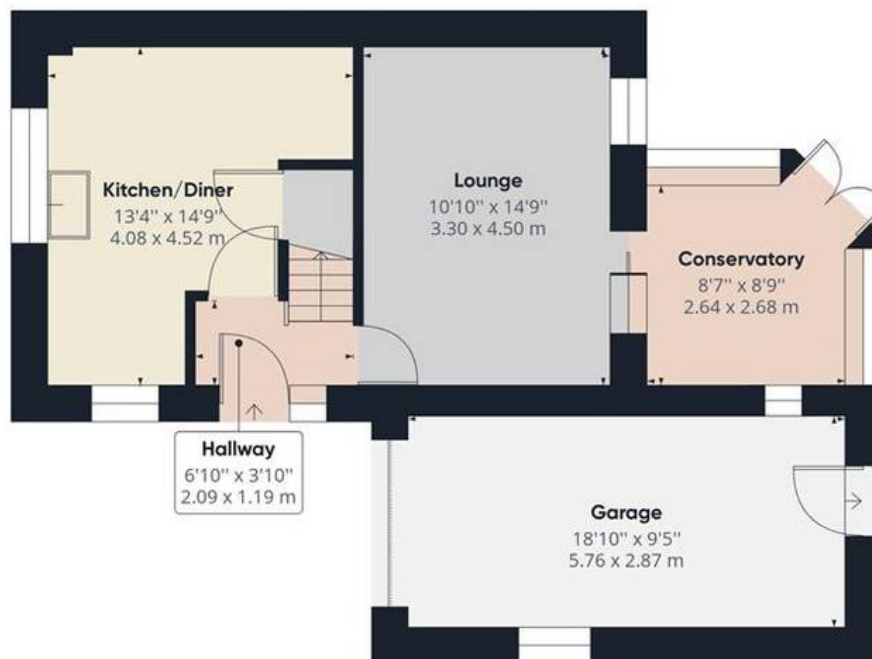 Kitchen/Diner
13'4'' x 14'9''
4.08 x 4.52 m
Lounge
10'10'' x 14'9''
3.30 x 4.50 m
Conservatory
8'7'' x 8'9''
2.64 x 2.68 m
Hallway
6'10'' x 3'10''
2.09 x 1.19 m
Garage
18'10'' x 9'5''
5.76 x 2.87 m